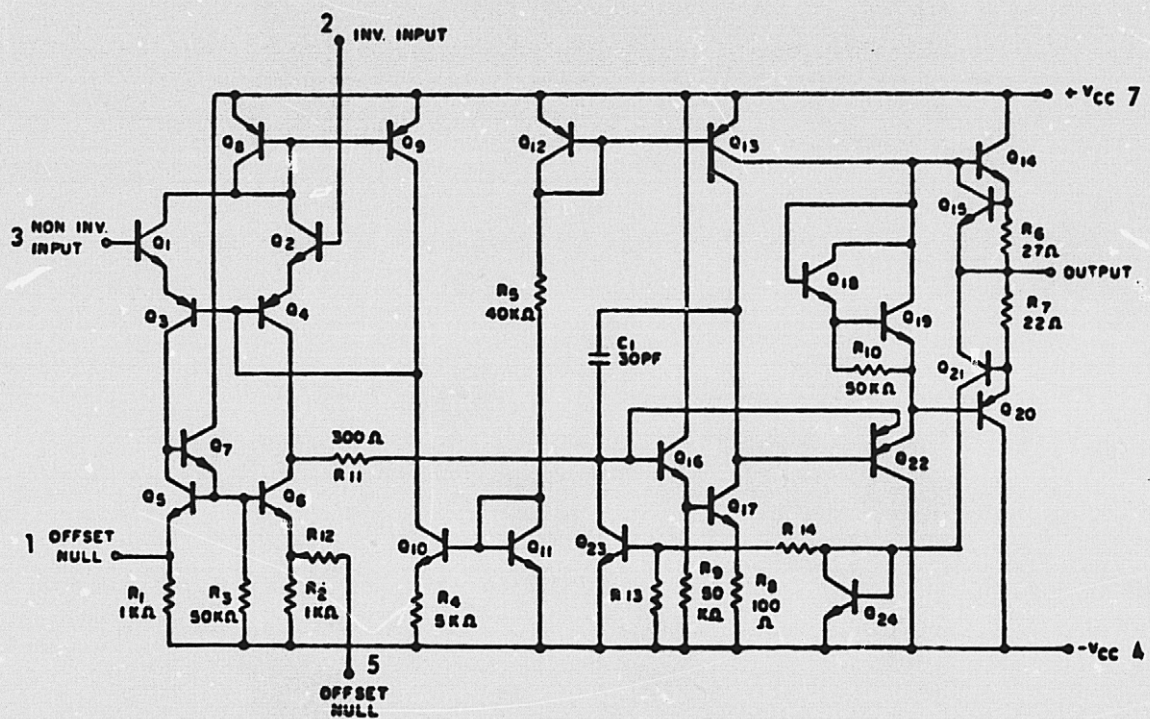 2 INV. INPUT
+ VCC 7
Q8
Q9
Q12
Q13
Q14
3 NON INV.
INPUT
Q1
Q2
Q15
R6
27Ω
OUTPUT
Q3
Q4
R5
40KΩ
Q18
Q19
R7
22Ω
C1
30PF
R10
50KΩ
Q21
Q20
Q7
300Ω
R11
Q16
Q22
Q5
Q6
Q17
1 OFFSET
NULL
R12
Q10
Q11
Q23
R14
R1
1KΩ
R3
50KΩ
R2
1KΩ
R4
5KΩ
R13
R9
50
KΩ
R8
100
Ω
Q24
-VCC 4
5
OFFSET
NULL